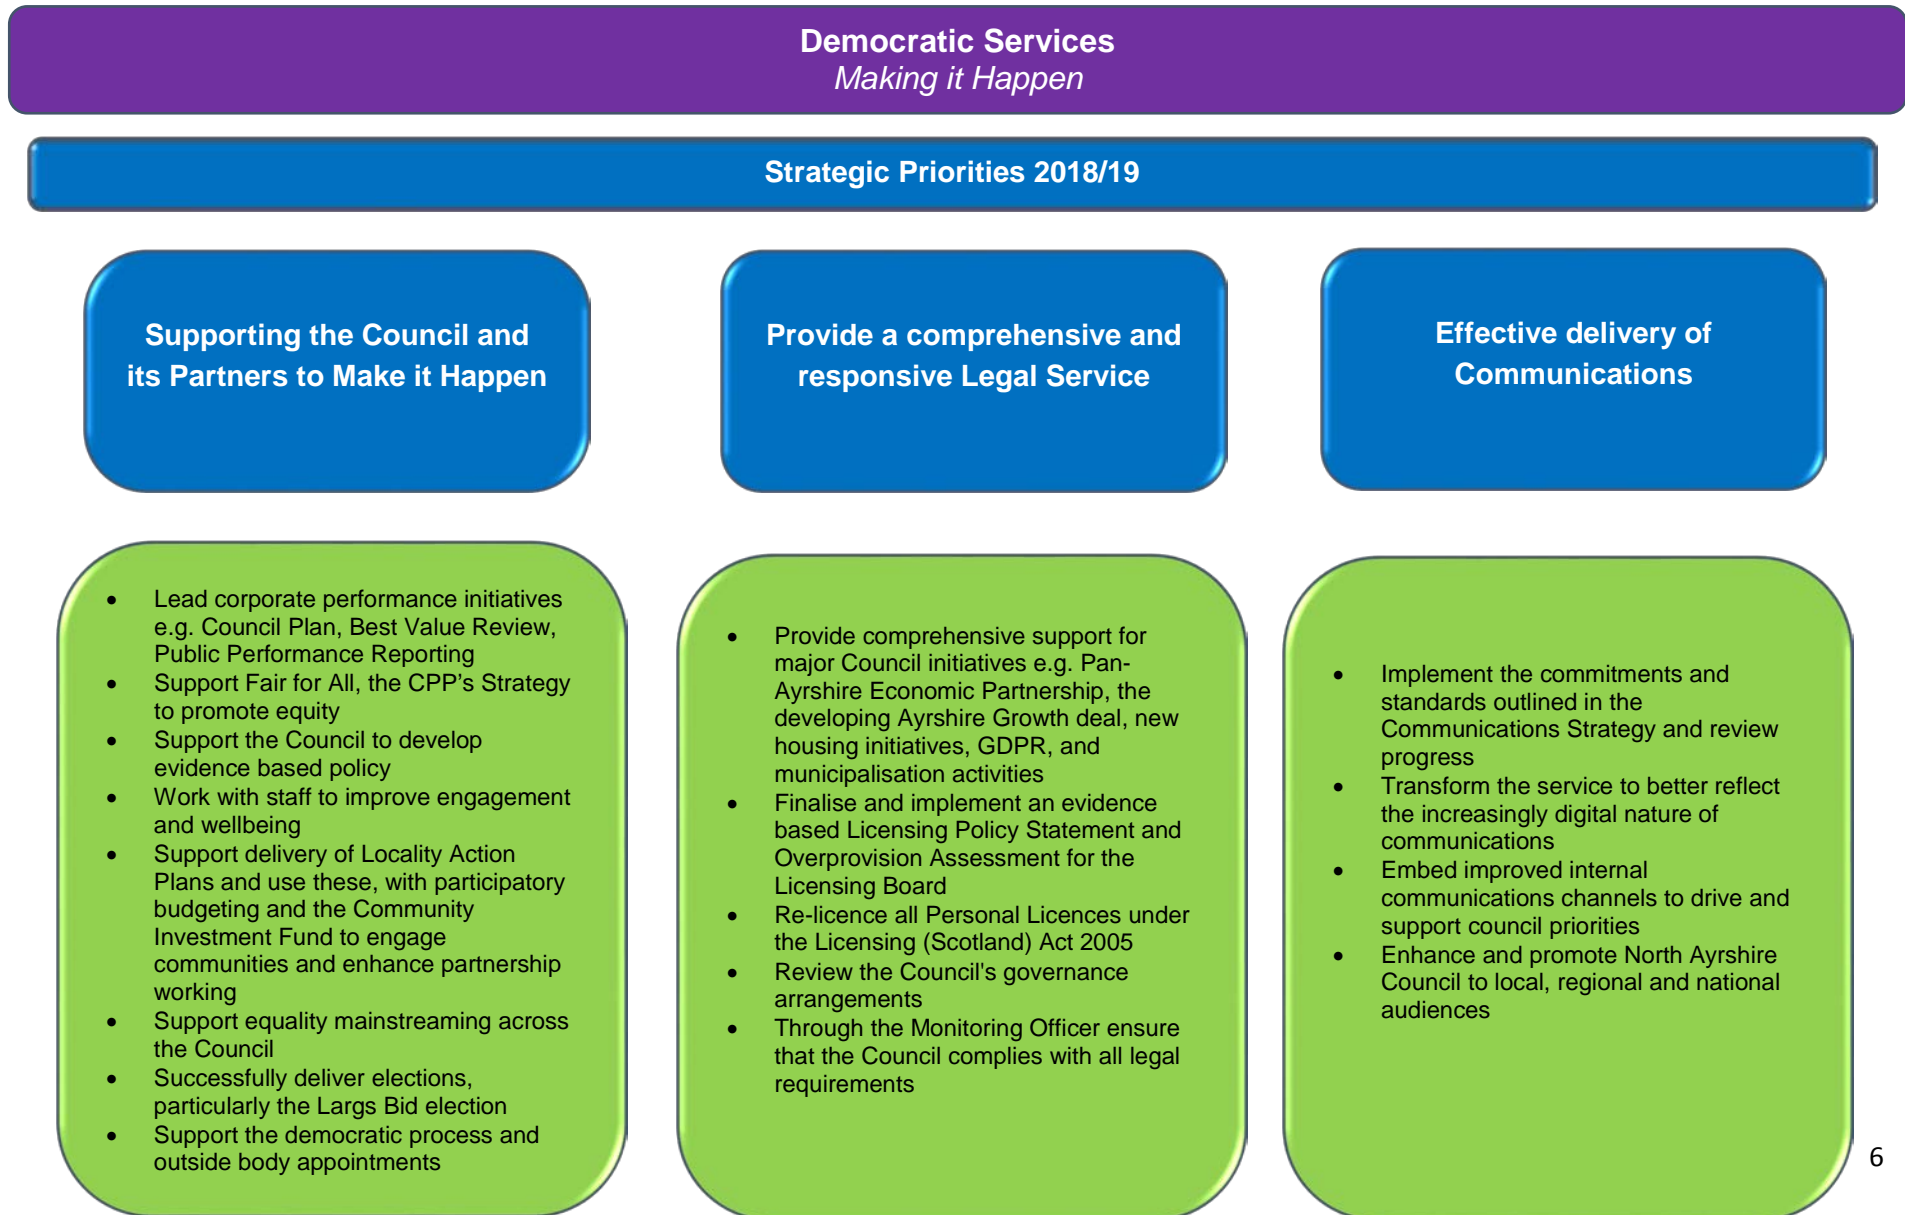 Democratic Services
Making it Happen
Strategic Priorities 2018/19
Supporting the Council and
its Partners to Make it Happen
Provide a comprehensive and
responsive Legal Service
Effective delivery of
Communications
• Lead corporate performance initiatives
e.g. Council Plan, Best Value Review,
Public Performance Reporting
• Support Fair for All, the CPP’s Strategy
to promote equity
• Support the Council to develop
evidence based policy
• Work with staff to improve engagement
and wellbeing
• Support delivery of Locality Action
Plans and use these, with participatory
budgeting and the Community
Investment Fund to engage
communities and enhance partnership
working
• Support equality mainstreaming across
the Council
• Successfully deliver elections,
particularly the Largs Bid election
• Support the democratic process and
outside body appointments
• Provide comprehensive support for
major Council initiatives e.g. Pan-
Ayrshire Economic Partnership, the
developing Ayrshire Growth deal, new
housing initiatives, GDPR, and
municipalisation activities
• Finalise and implement an evidence
based Licensing Policy Statement and
Overprovision Assessment for the
Licensing Board
• Re-licence all Personal Licences under
the Licensing (Scotland) Act 2005
• Review the Council's governance
arrangements
• Through the Monitoring Officer ensure
that the Council complies with all legal
requirements
• Implement the commitments and
standards outlined in the
Communications Strategy and review
progress
• Transform the service to better reflect
the increasingly digital nature of
communications
• Embed improved internal
communications channels to drive and
support council priorities
• Enhance and promote North Ayrshire
Council to local, regional and national
audiences
6